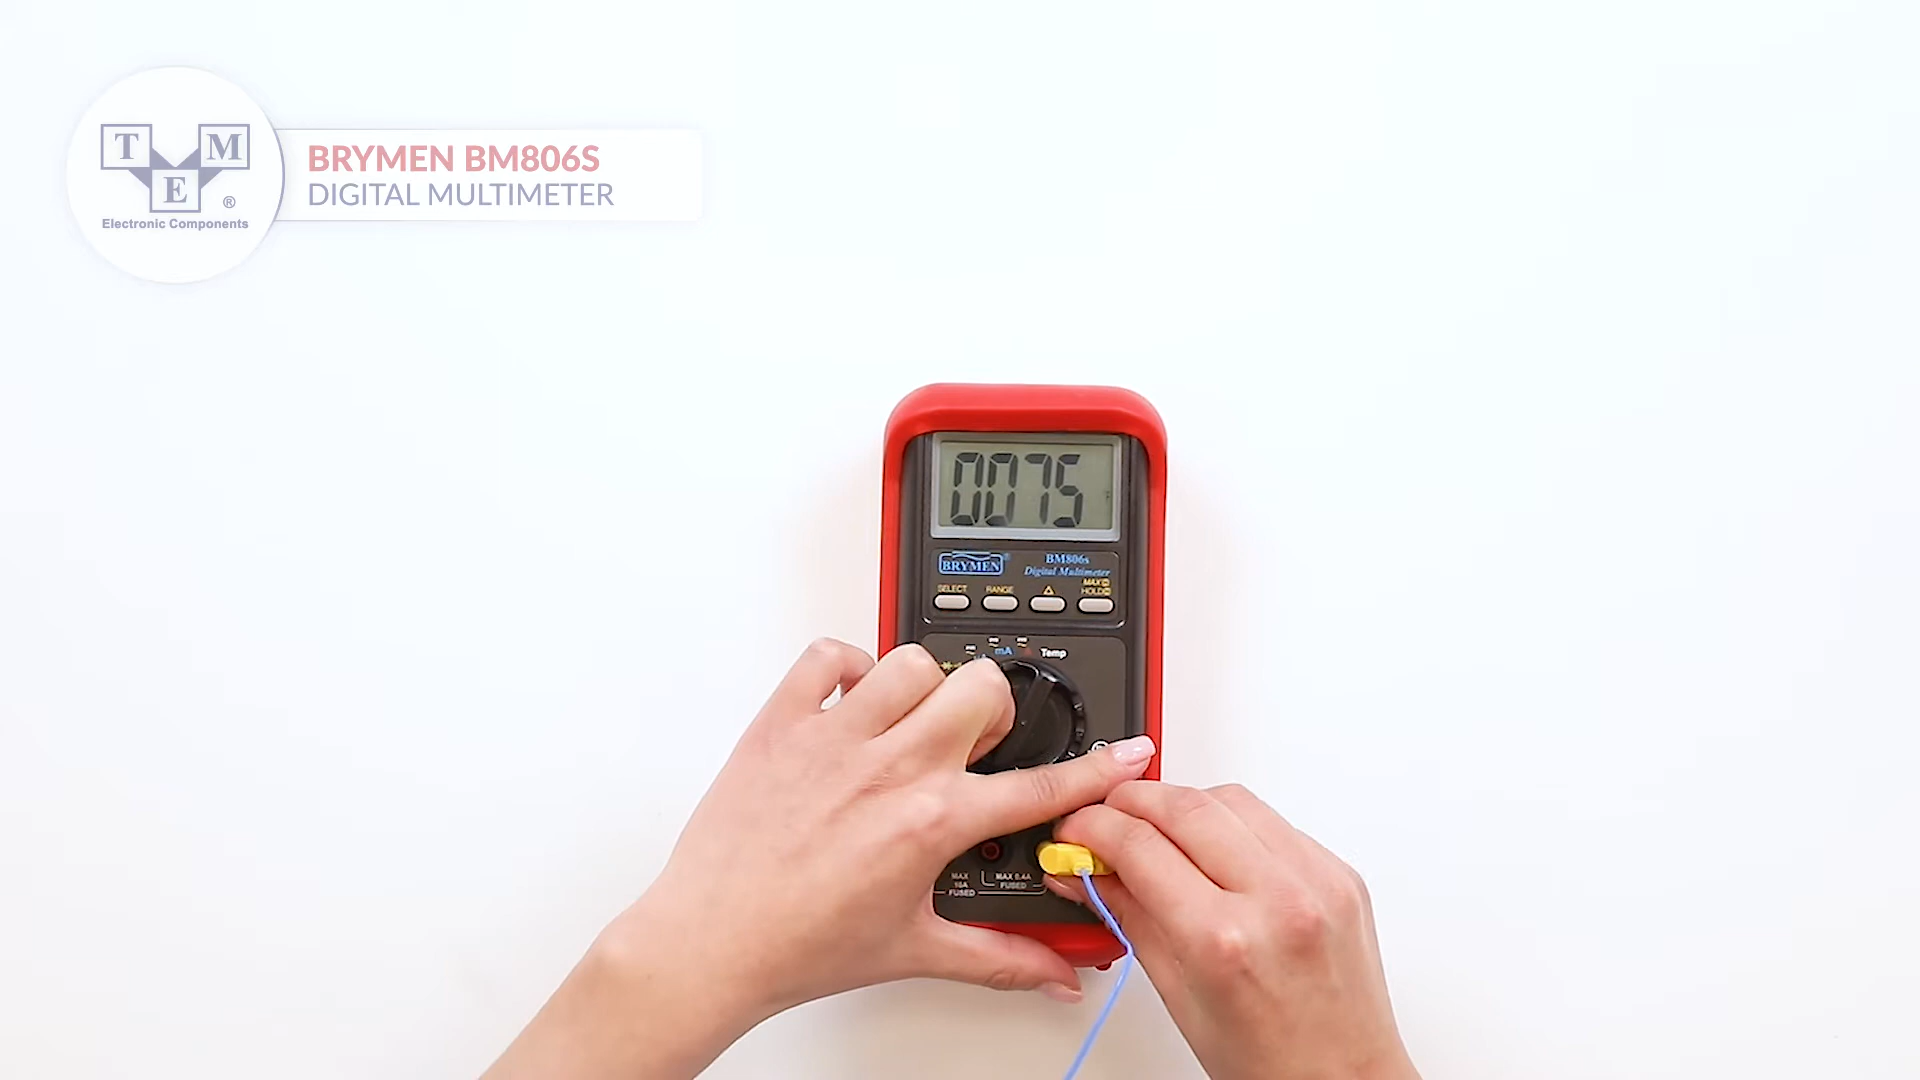 T M
E ®
Electronic Components
BRYMEN BM806S
DIGITAL MULTIMETER
0075
F
BRYMEN®
BM806s
Digital Multimeter
MAX
SELECT RANGE △ HOLD
mA A Temp
MAX
10A
FUSED
MAX 0.4A
FUSED